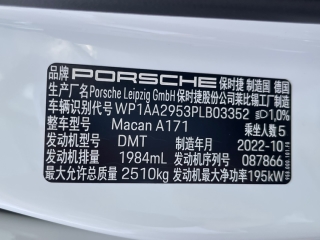 品牌 PORSCHE 保时捷 制造国 德国
生产厂名 Porsche Leipzig GmbH 保时捷股份公司莱比锡工厂制造
车辆识别代号 WP1AA2953PLB03352 1,0%
整车型号 Macan A171 乘坐人数 5
发动机型号 DMT 制造年月 2022-10
发动机排量 1984mL 发动机序列号 087866
最大允许总质量 2510kg 发动机最大净功率 195kW